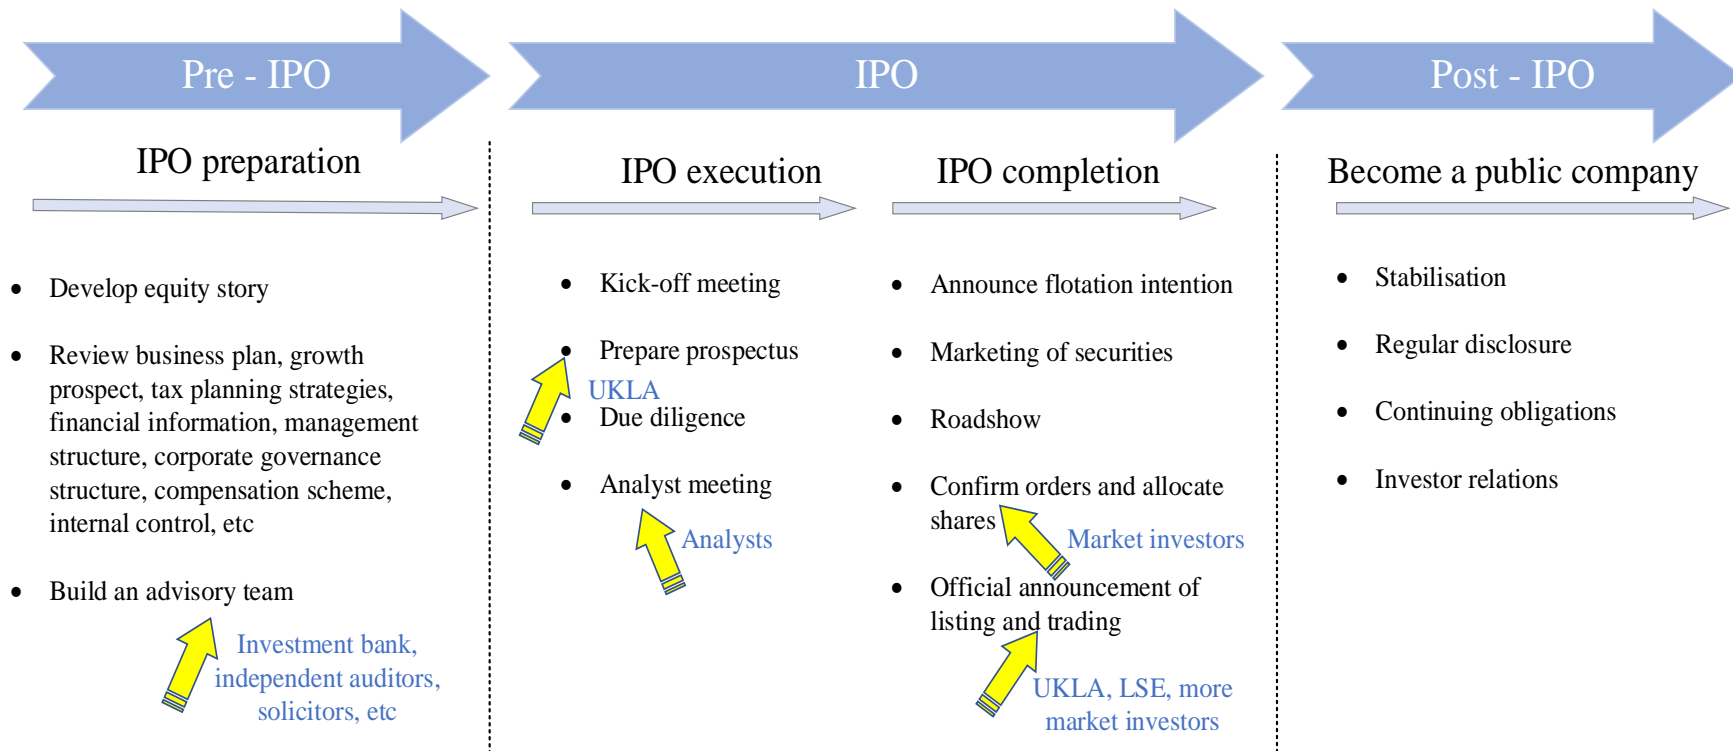 Pre - IPO
IPO
Post - IPO
IPO preparation
IPO execution
IPO completion
Become a public company
• Develop equity story
• Review business plan, growth
prospect, tax planning strategies,
financial information, management
structure, corporate governance
structure, compensation scheme,
internal control, etc
• Build an advisory team
Investment bank,
independent auditors,
solicitors, etc
• Kick-off meeting
• Prepare prospectus
UKLA
• Due diligence
• Analyst meeting
Analysts
• Announce flotation intention
• Marketing of securities
• Roadshow
• Confirm orders and allocate
shares
Market investors
• Official announcement of
listing and trading
UKLA, LSE, more
market investors
• Stabilisation
• Regular disclosure
• Continuing obligations
• Investor relations